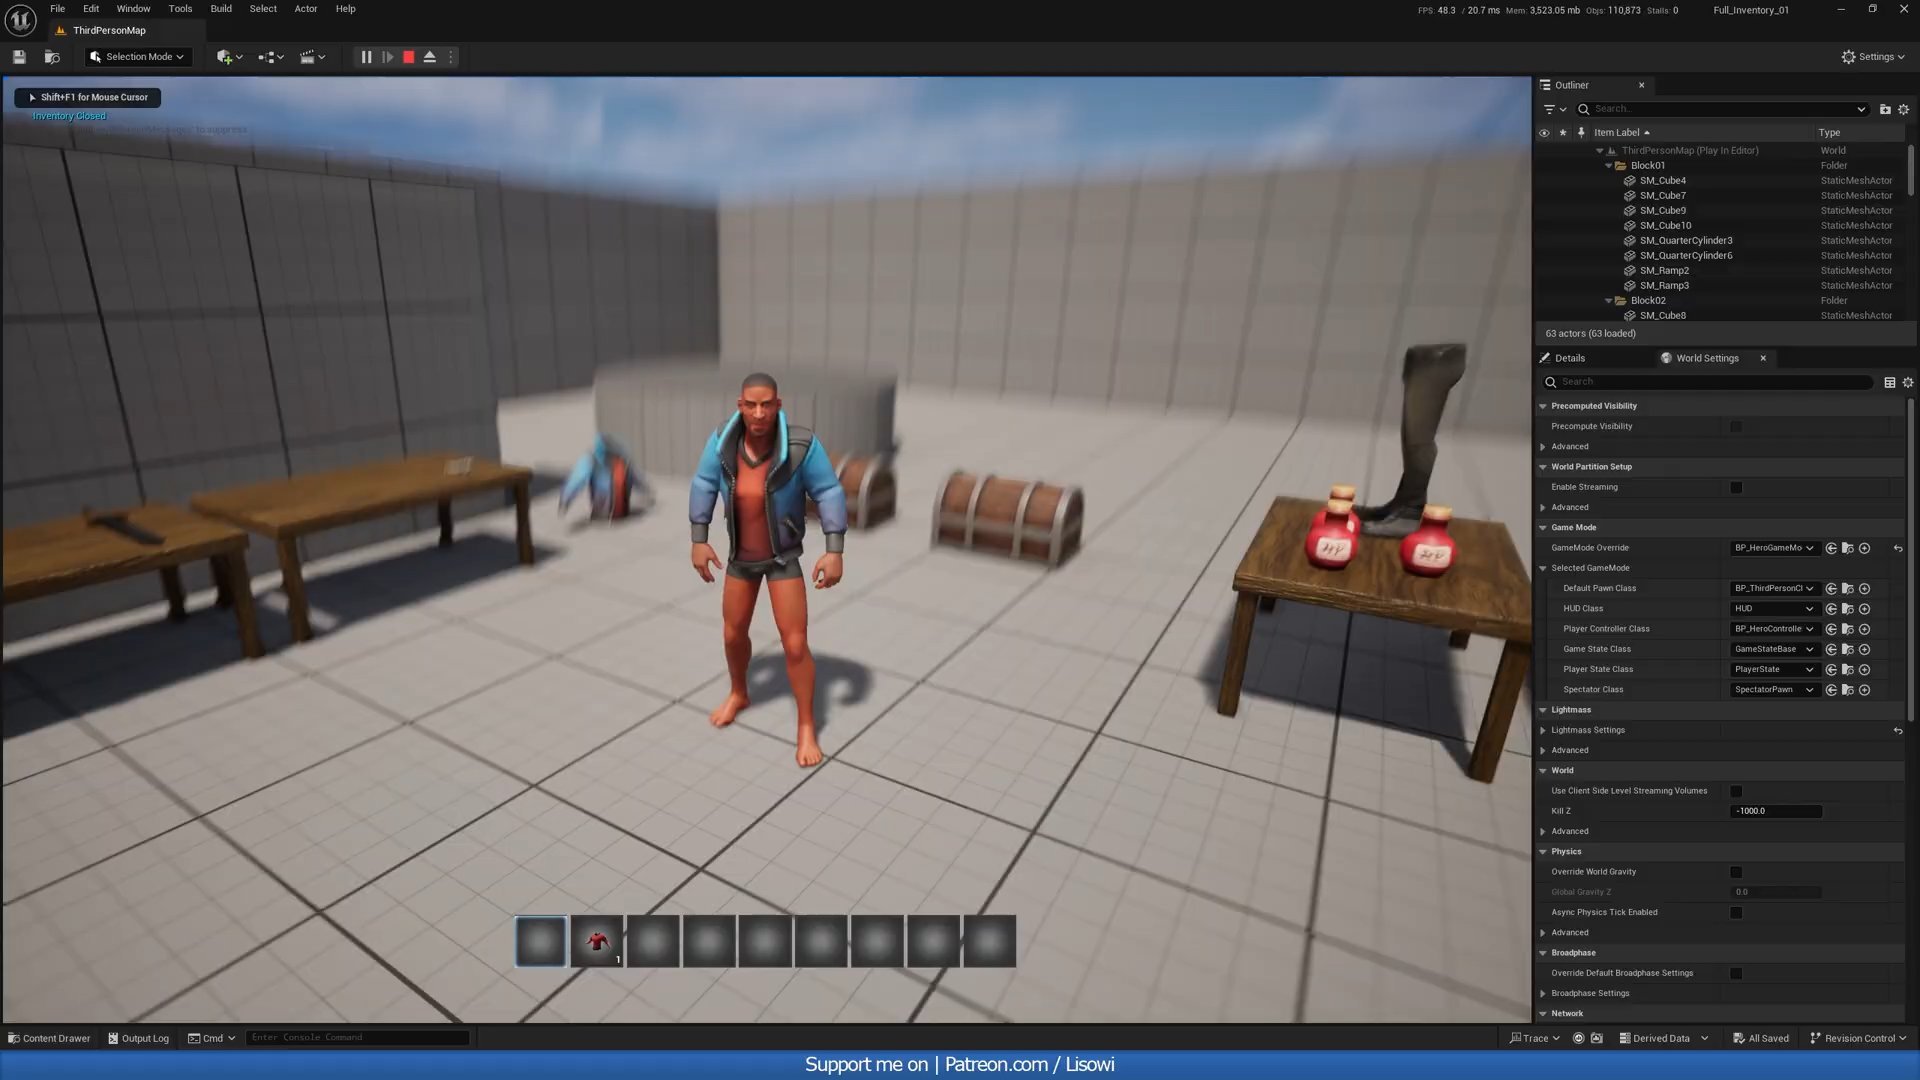 File Edit Window Tools Build Select Actor Help
FPS: 48.3 / 20.7 ms Mem: 3,523.05 mb Objs: 110,873 Stalls: 0
Full_Inventory_01
ThirdPersonMap
Selection Mode
Settings
Shift+F1 for Mouse Cursor
Inventory Closed
to suppress
Outliner
Search...
Item Label Type
ThirdPersonMap (Play In Editor) World
Block01 Folder
SM_Cube4 StaticMeshActor
SM_Cube7 StaticMeshActor
SM_Cube9 StaticMeshActor
SM_Cube10 StaticMeshActor
SM_QuarterCylinder3 StaticMeshActor
SM_QuarterCylinder6 StaticMeshActor
SM_Ramp2 StaticMeshActor
SM_Ramp3 StaticMeshActor
Block02 Folder
SM_Cube8 StaticMeshActor
63 actors (63 loaded)
Details World Settings
Search
Precomputed Visibility
Precompute Visibility
Advanced
World Partition Setup
Enable Streaming
Advanced
Game Mode
GameMode Override BP_HeroGameMo
Selected GameMode
Default Pawn Class BP_ThirdPersonCl
HUD Class HUD
Player Controller Class BP_HeroControlle
Game State Class GameStateBase
Player State Class PlayerState
Spectator Class SpectatorPawn
Lightmass
Lightmass Settings
Advanced
World
Use Client Side Level Streaming Volumes
Kill Z -1000.0
Advanced
Physics
Override World Gravity
Global Gravity Z 0.0
Async Physics Tick Enabled
Advanced
Broadphase
Override Default Broadphase Settings
Broadphase Settings
Network
HP
HP
1
Content Drawer Output Log Cmd Enter Console Command
Trace Derived Data All Saved Revision Control
Support me on | Patreon.com / Lisowi